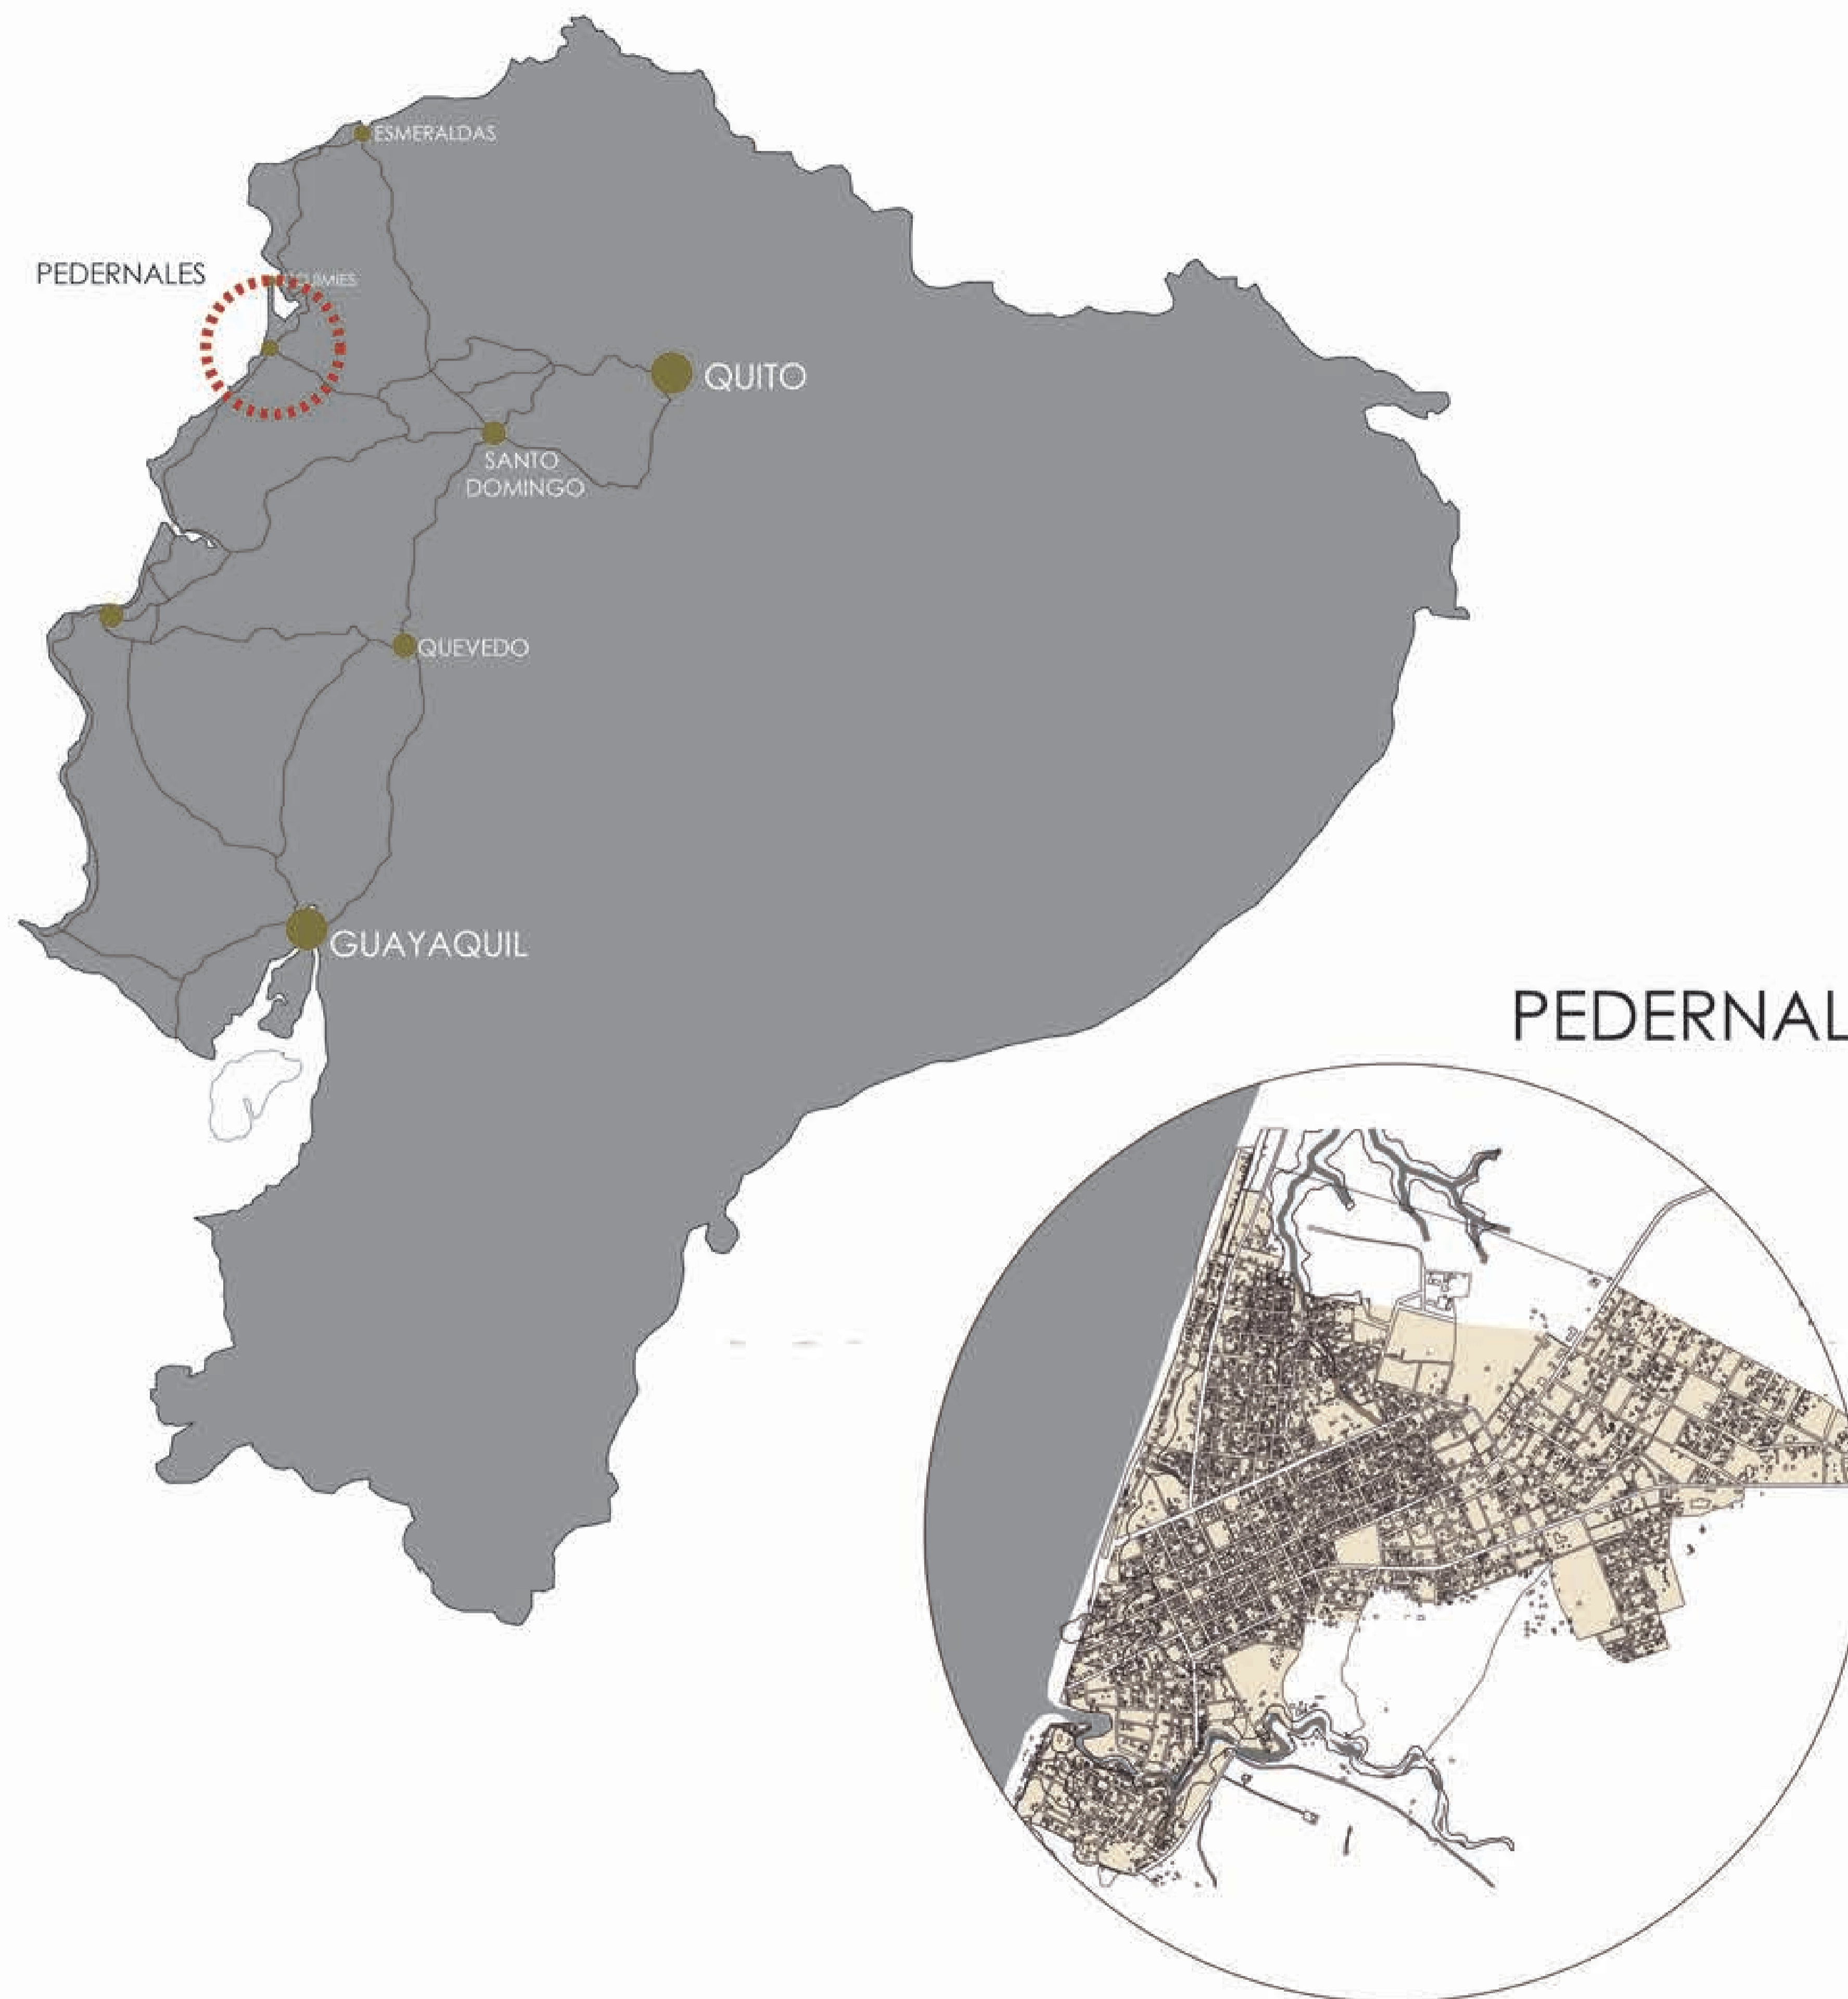 ESMERALDAS
PEDERNALES
QUITO
SANTO
DOMINGO
QUEVEDO
GUAYAQUIL
PEDERNAL